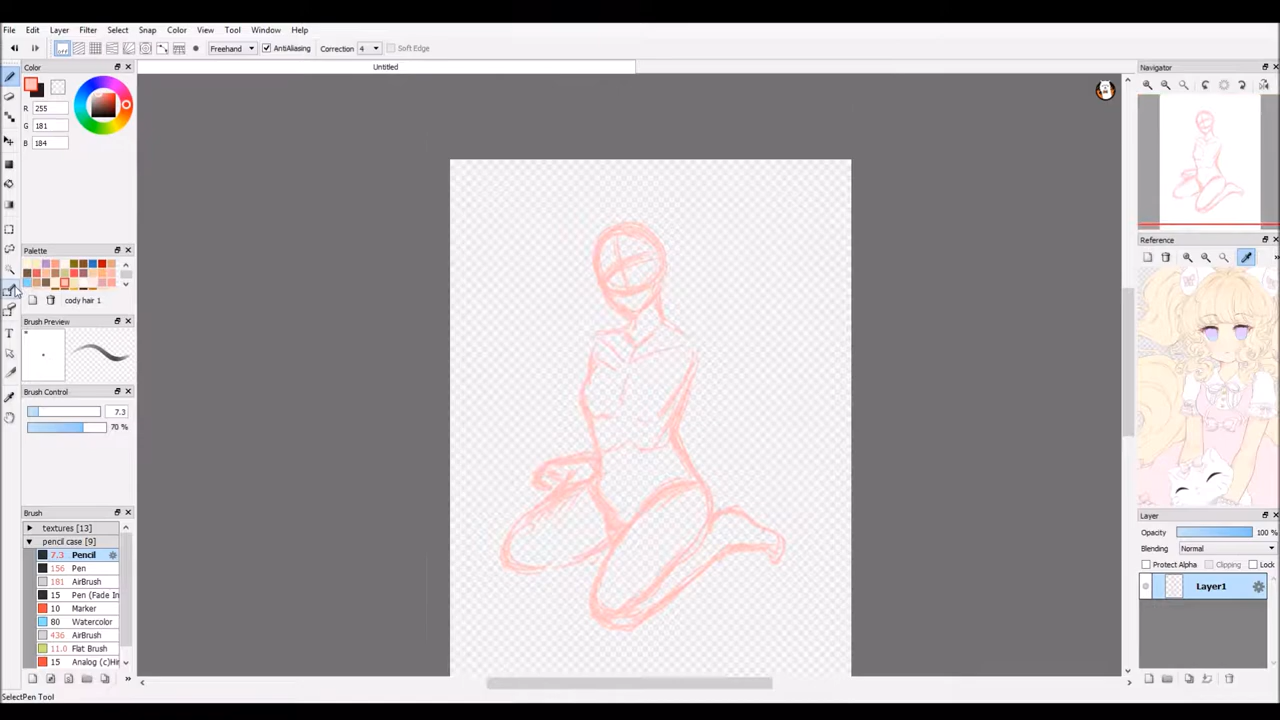 File Edit Layer Filter Select Snap Color View Tool Window Help
off Freehand AntiAliasing Correction 4 Soft Edge
Untitled
Color
R 255
G 181
B 184
Palette
cody hair 1
Brush Preview
Brush Control
7.3
70 %
Brush
textures [13]
pencil case [9]
7.3 Pencil
156 Pen
181 AirBrush
15 Pen (Fade In
10 Marker
80 Watercolor
436 AirBrush
11.0 Flat Brush
15 Analog (c)Hir
SelectPen Tool
Navigator
Reference
Layer
Opacity 100 %
Blending Normal
Protect Alpha Clipping Lock
Layer1